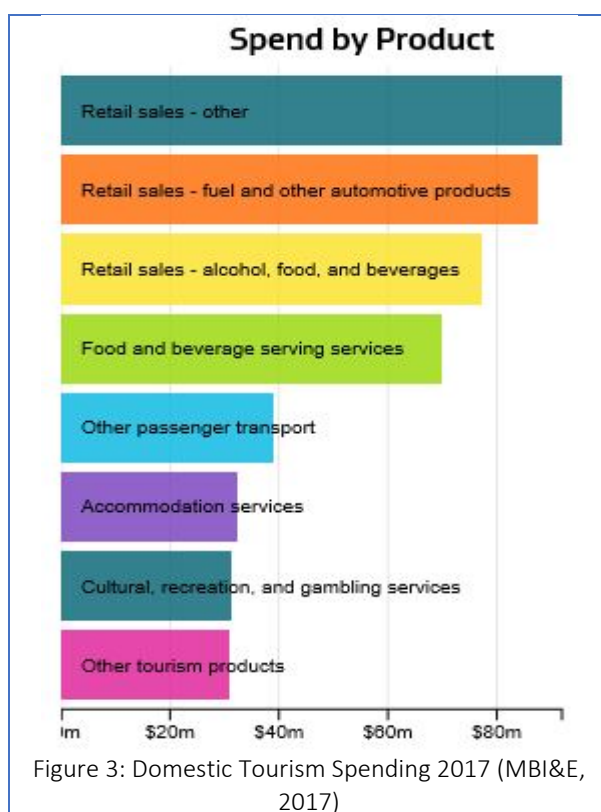 Spend by Product
Retail sales - other
Retail sales - fuel and other automotive products
Retail sales - alcohol, food, and beverages
Food and beverage serving services
Other passenger transport
Accommodation services
Cultural, recreation, and gambling services
Other tourism products
m $20m $40m $60m $80m
Figure 3: Domestic Tourism Spending 2017 (MBI&E,
2017)